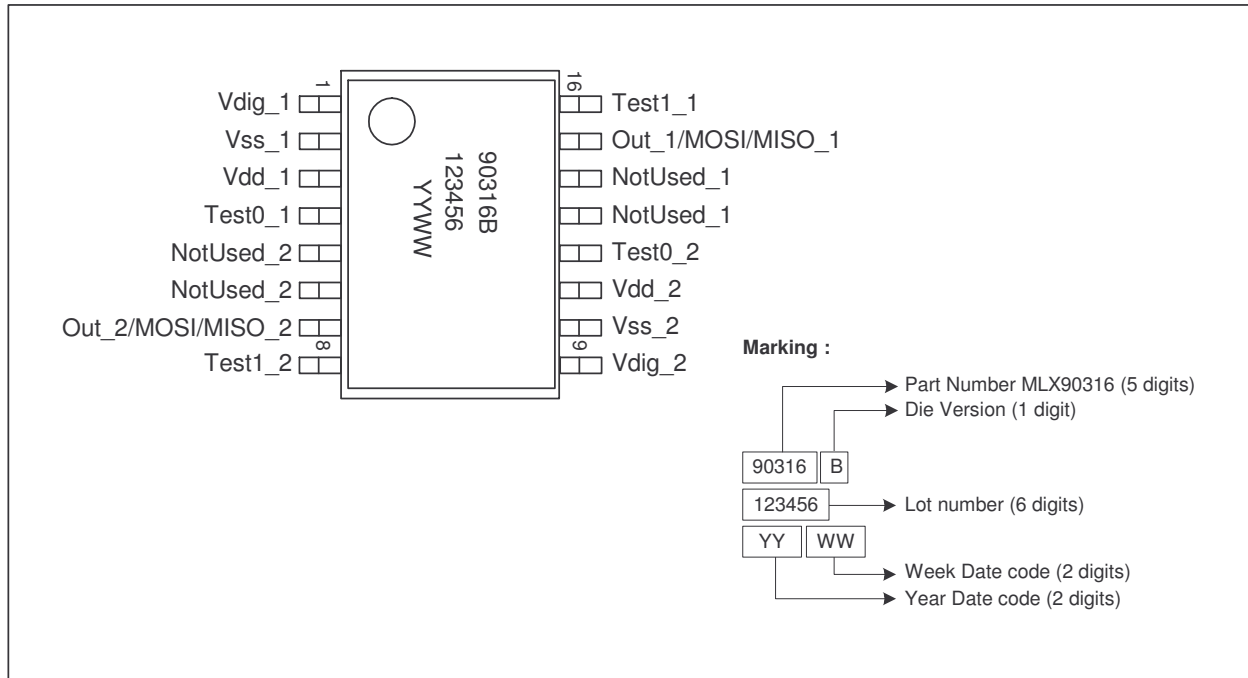 1
16
Vdig_1
Test1_1
Vss_1
Out_1/MOSI/MISO_1
Vdd_1
NotUsed_1
Test0_1
NotUsed_1
NotUsed_2
Test0_2
NotUsed_2
Vdd_2
Out_2/MOSI/MISO_2
Vss_2
8
9
Test1_2
Vdig_2
90316B
123456
YYWW
Marking :
Part Number MLX90316 (5 digits)
Die Version (1 digit)
90316 B
123456 Lot number (6 digits)
YY WW
Week Date code (2 digits)
Year Date code (2 digits)